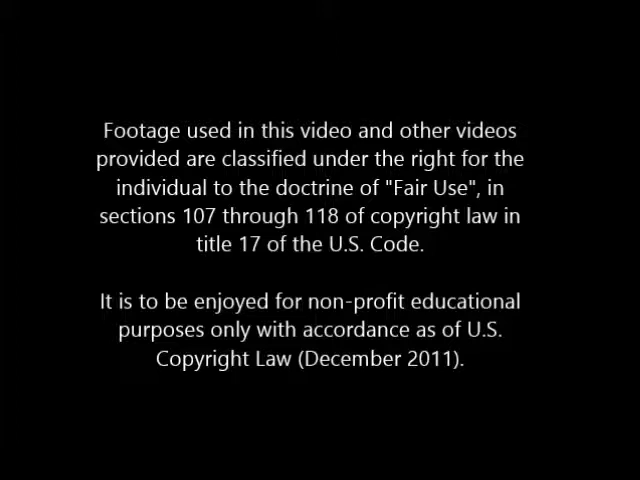 Footage used in this video and other videos
provided are classified under the right for the
individual to the doctrine of "Fair Use", in
sections 107 through 118 of copyright law in
title 17 of the U.S. Code.
It is to be enjoyed for non-profit educational
purposes only with accordance as of U.S.
Copyright Law (December 2011).